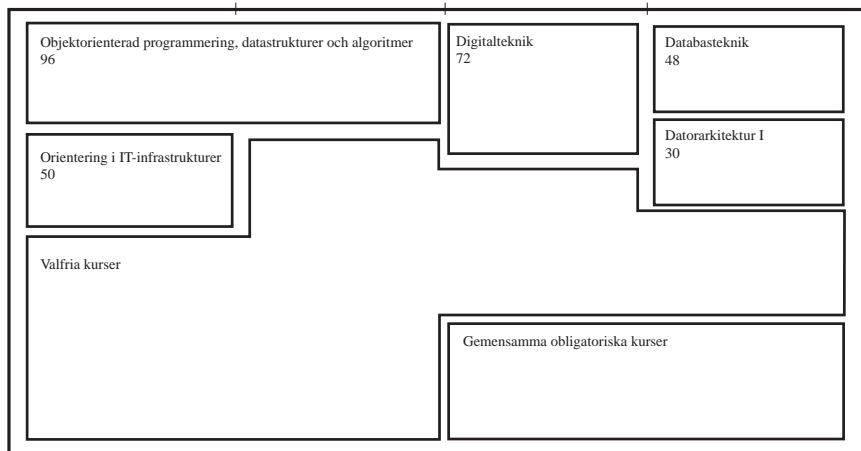 Objektorienterad programmering, datastrukturer och algoritmer
96
Digitalteknik
72
Databasteknik
48
Datorarkitektur I
30
Orientering i IT-infrastrukturer
50
Valfria kurser
Gemensamma obligatoriska kurser